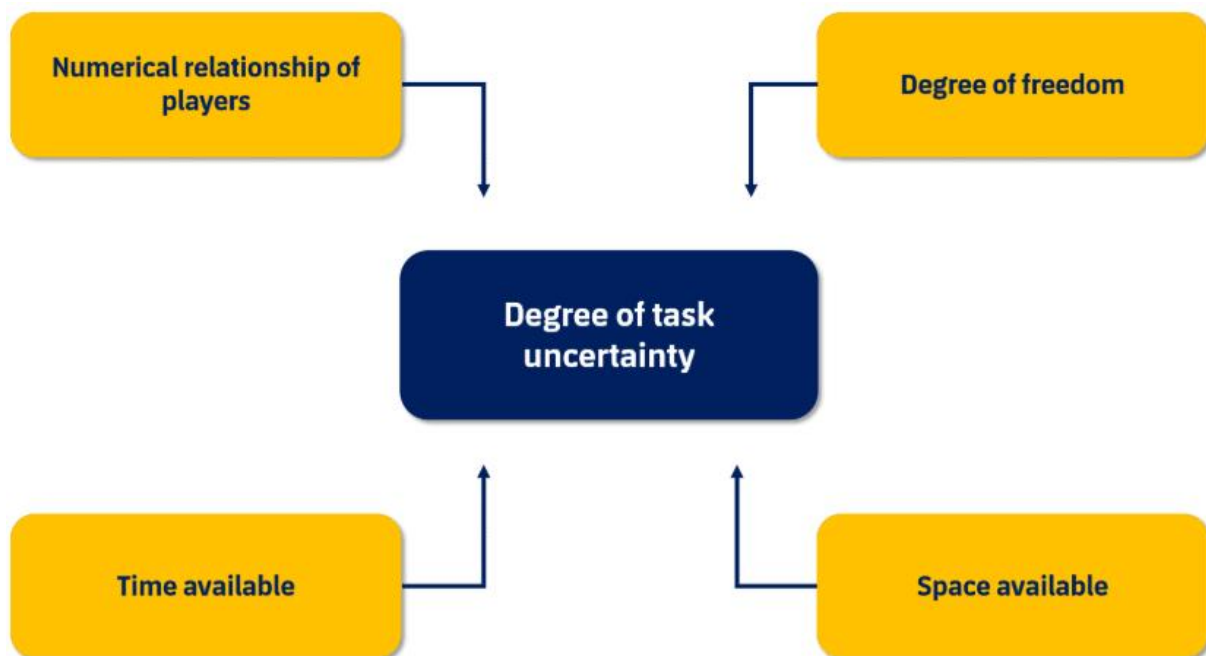 Numerical relationship of
players
Degree of freedom
Degree of task
uncertainty
Time available
Space available